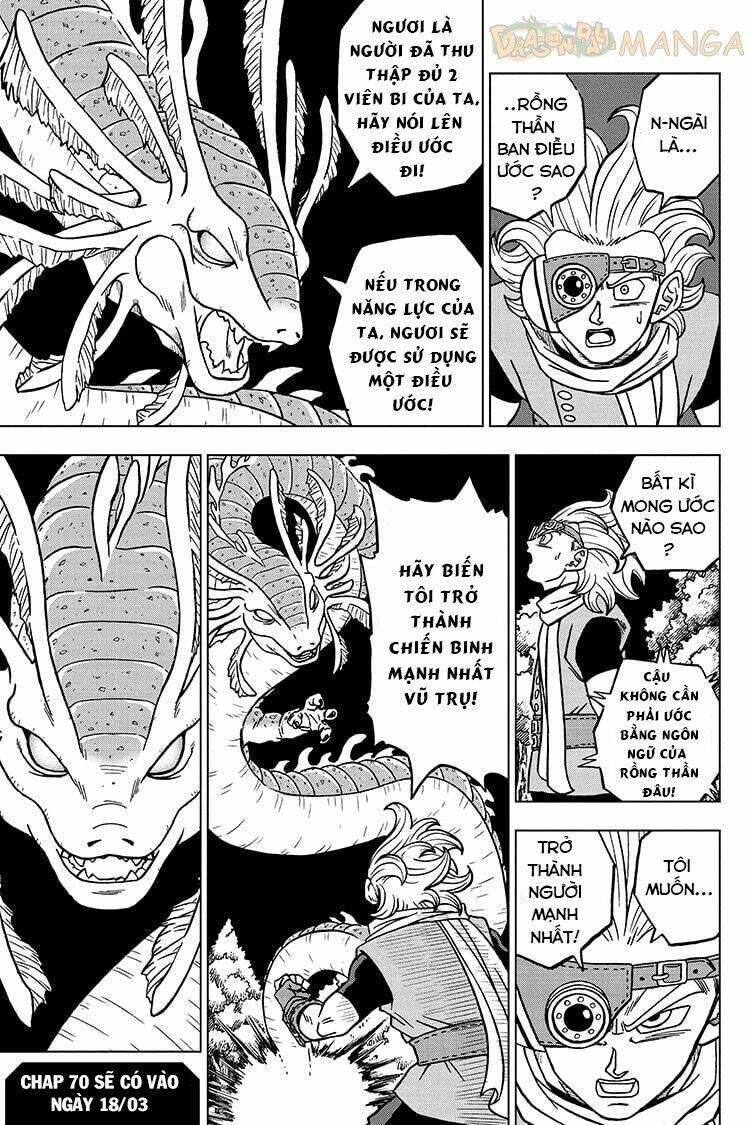 DRAGON BALL MANGA
N-NGÀI
LÀ...
..RỒNG
THẦN
BAN ĐIỀU
ƯỚC SAO
?
NGƯƠI LÀ
NGƯỜI ĐÃ THU
THẬP ĐỦ 2
VIÊN BI CỦA TA,
HÃY NÓI LÊN
ĐIỀU ƯỚC
ĐI!
NẾU TRONG
NĂNG LỰC CỦA
TA, NGƯƠI SẼ
ĐƯỢC SỬ DỤNG
MỘT ĐIỀU
ƯỚC!
BẤT KÌ
MONG ƯỚC
NÀO SAO
?
CẬU
KHÔNG CẦN
PHẢI ƯỚC
BẰNG NGÔN
NGỮ CỦA
RỒNG THẦN
ĐÂU!
TÔI
MUỐN...
TRỞ
THÀNH
NGƯỜI
MẠNH
NHẤT!
HÃY BIẾN
TÔI TRỞ
THÀNH
CHIẾN BINH
MẠNH NHẤT
VŨ TRỤ!
CHAP 70 SẼ CÓ VÀO
NGÀY 18/03